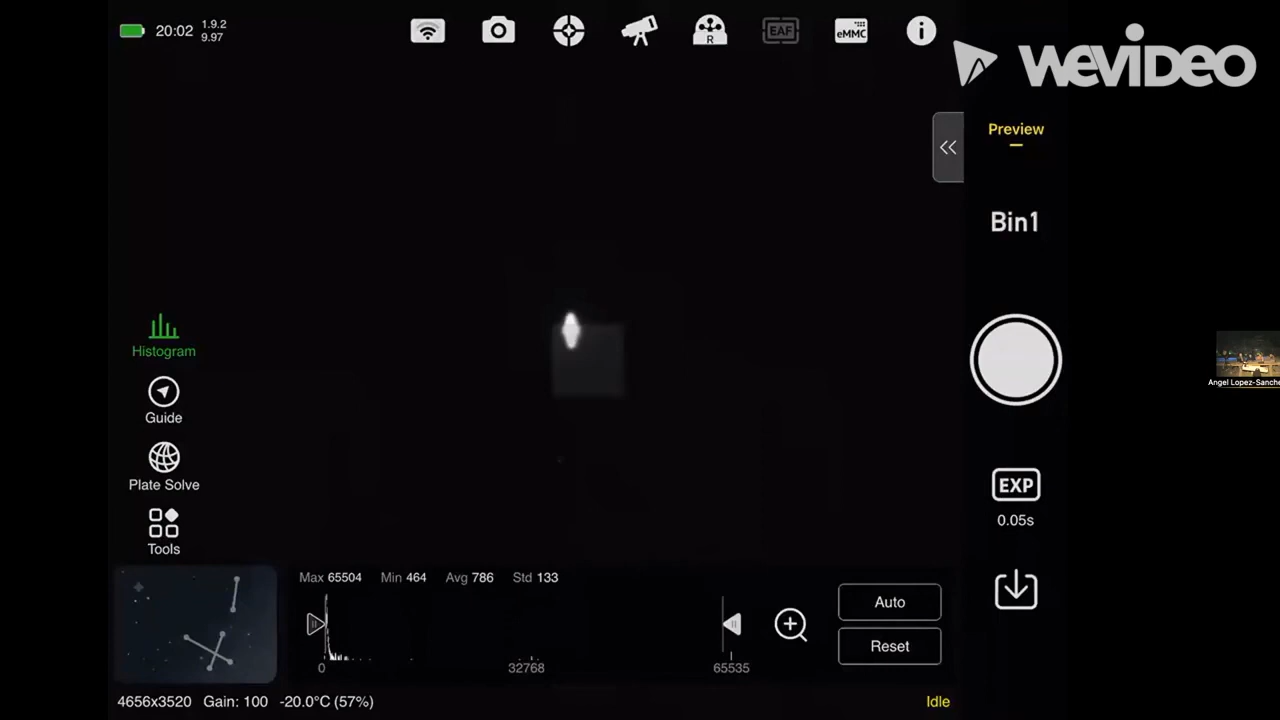 20:02
1.9.2
9.97
R
EAF
eMMC
i
WEVIDEO
Preview
Bin1
Histogram
Guide
Plate Solve
Tools
EXP
0.05s
Angel Lopez-Sanche
Max 65504 Min 464 Avg 786 Std 133
0 32768 65535
Auto
Reset
4656x3520 Gain: 100 -20.0°C (57%)
Idle